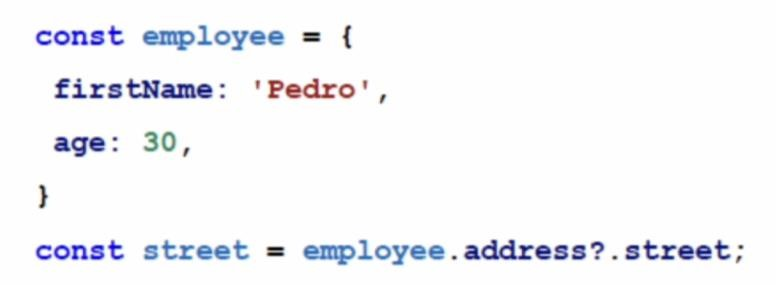 const employee = {
firstName: 'Pedro',
age: 30,
}
const street = employee.address?.street;